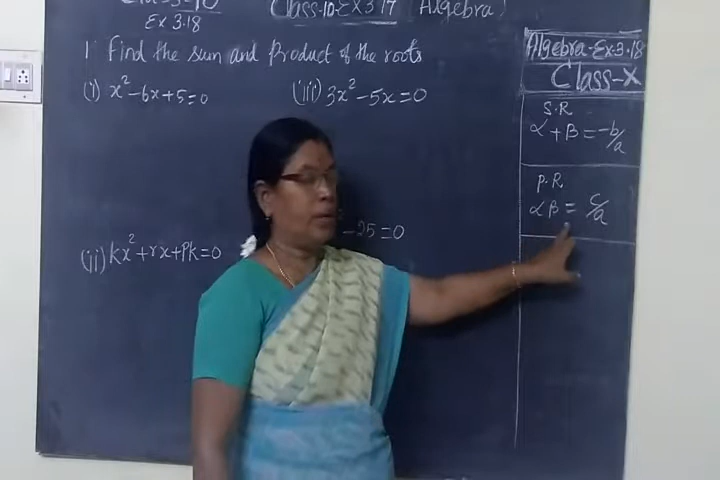 Ex 3.18
Class-10-EX 3.17 Algebra)
1 Find the sum and Product of the roots
(i) x² - 6x + 5 = 0
(iii) 3x² - 5x = 0
(ii) kx² + rx + Pk = 0
- 25 = 0
Algebra-Ex-3.18
Class-X
S.R
α + β = -b/a
P.R
αβ = c/a